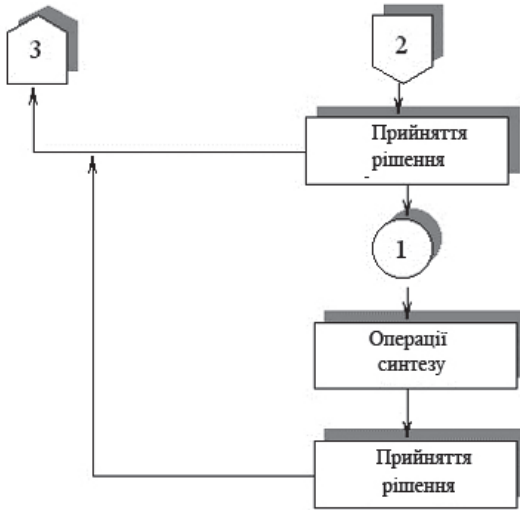 3
2
Прийняття
рішення
1
Операції
синтезу
Прийняття
рішення